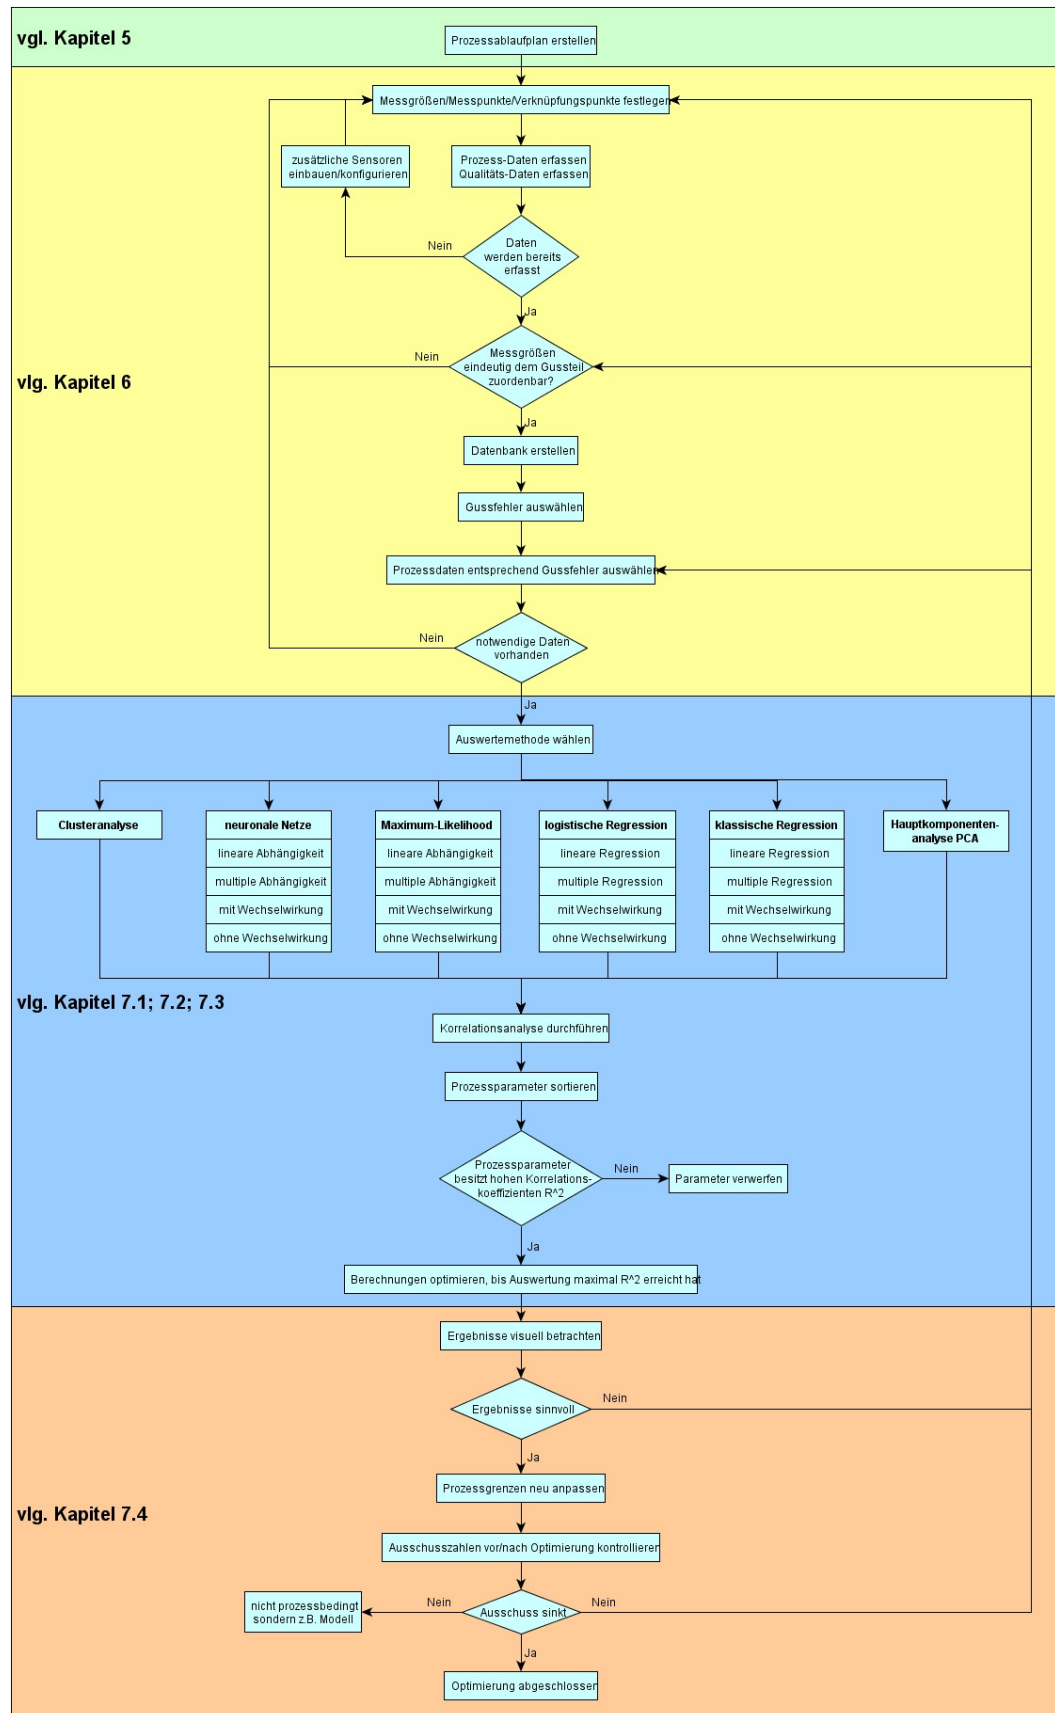 vgl. Kapitel 5
Prozessablaufplan erstellen
Messgrößen/Messpunkte/Verknüpfungspunkte festlegen
zusätzliche Sensoren
einbauen/konfigurieren
Prozess-Daten erfassen
Qualitäts-Daten erfassen
Nein
Daten
werden bereits
erfasst
Ja
vlg. Kapitel 6
Nein
Messgrößen
eindeutig dem Gussteil
zuordenbar?
Ja
Datenbank erstellen
Gussfehler auswählen
Prozessdaten entsprechend Gussfehler auswählen
Nein
notwendige Daten
vorhanden
Ja
Auswertemethode wählen
Clusteranalyse
neuronale Netze
lineare Abhängigkeit
multiple Abhängigkeit
mit Wechselwirkung
ohne Wechselwirkung
Maximum-Likelihood
lineare Abhängigkeit
multiple Abhängigkeit
mit Wechselwirkung
ohne Wechselwirkung
logistische Regression
lineare Regression
multiple Regression
mit Wechselwirkung
ohne Wechselwirkung
klassische Regression
lineare Regression
multiple Regression
mit Wechselwirkung
ohne Wechselwirkung
Hauptkomponenten-
analyse PCA
vlg. Kapitel 7.1; 7.2; 7.3
Korrelationsanalyse durchführen
Prozessparameter sortieren
Prozessparameter
besitzt hohen Korrelations-
koeffizienten R^2
Nein
Parameter verwerfen
Ja
Berechnungen optimieren, bis Auswertung maximal R^2 erreicht hat
Ergebnisse visuell betrachten
Ergebnisse sinnvoll
Nein
Ja
vlg. Kapitel 7.4
Prozessgrenzen neu anpassen
Ausschusszahlen vor/nach Optimierung kontrollieren
nicht prozessbedingt
sondern z.B. Modell
Nein
Ausschuss sinkt
Nein
Ja
Optimierung abgeschlossen